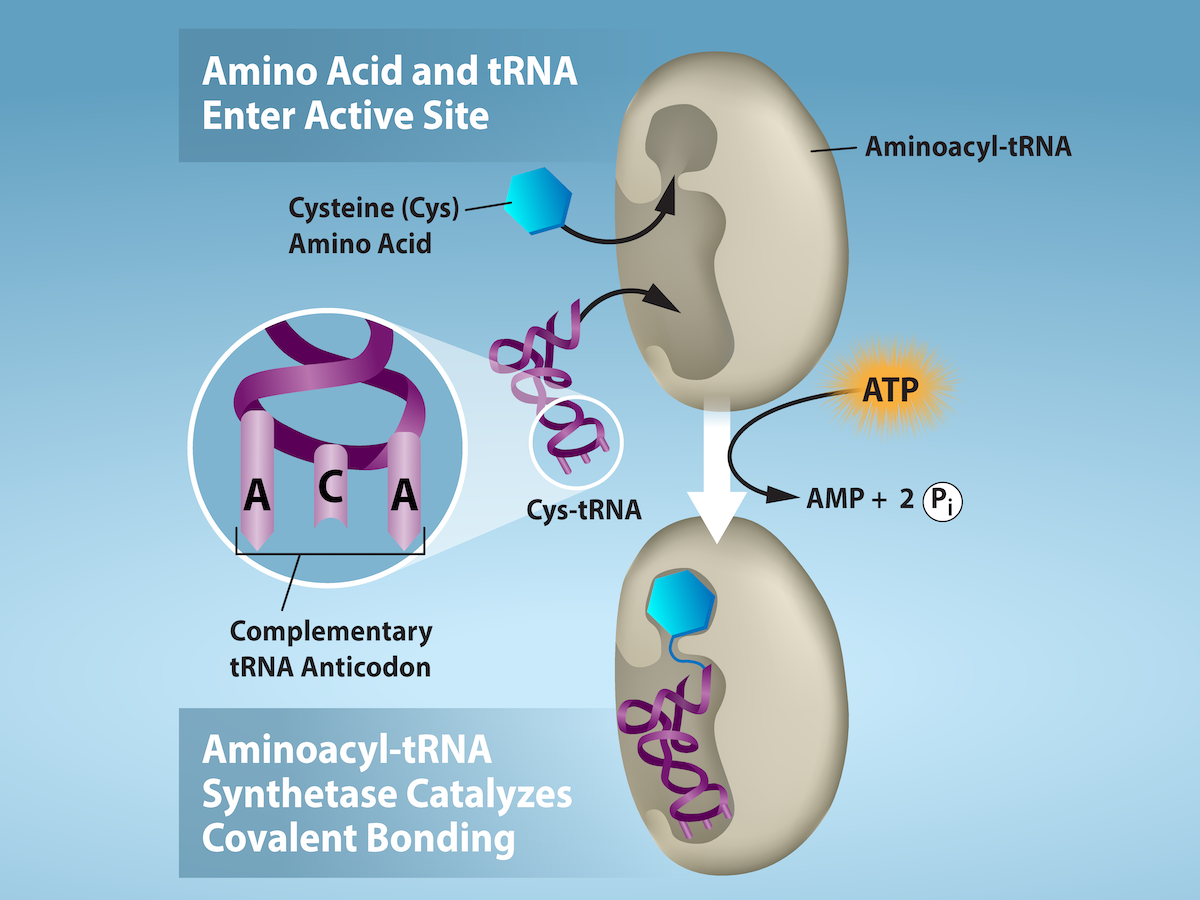 Amino Acid and tRNA
Enter Active Site
Aminoacyl-tRNA
Cysteine (Cys)
Amino Acid
ATP
A
C
A
AMP + 2 Pi
Cys-tRNA
Complementary
tRNA Anticodon
Aminoacyl-tRNA
Synthetase Catalyzes
Covalent Bonding